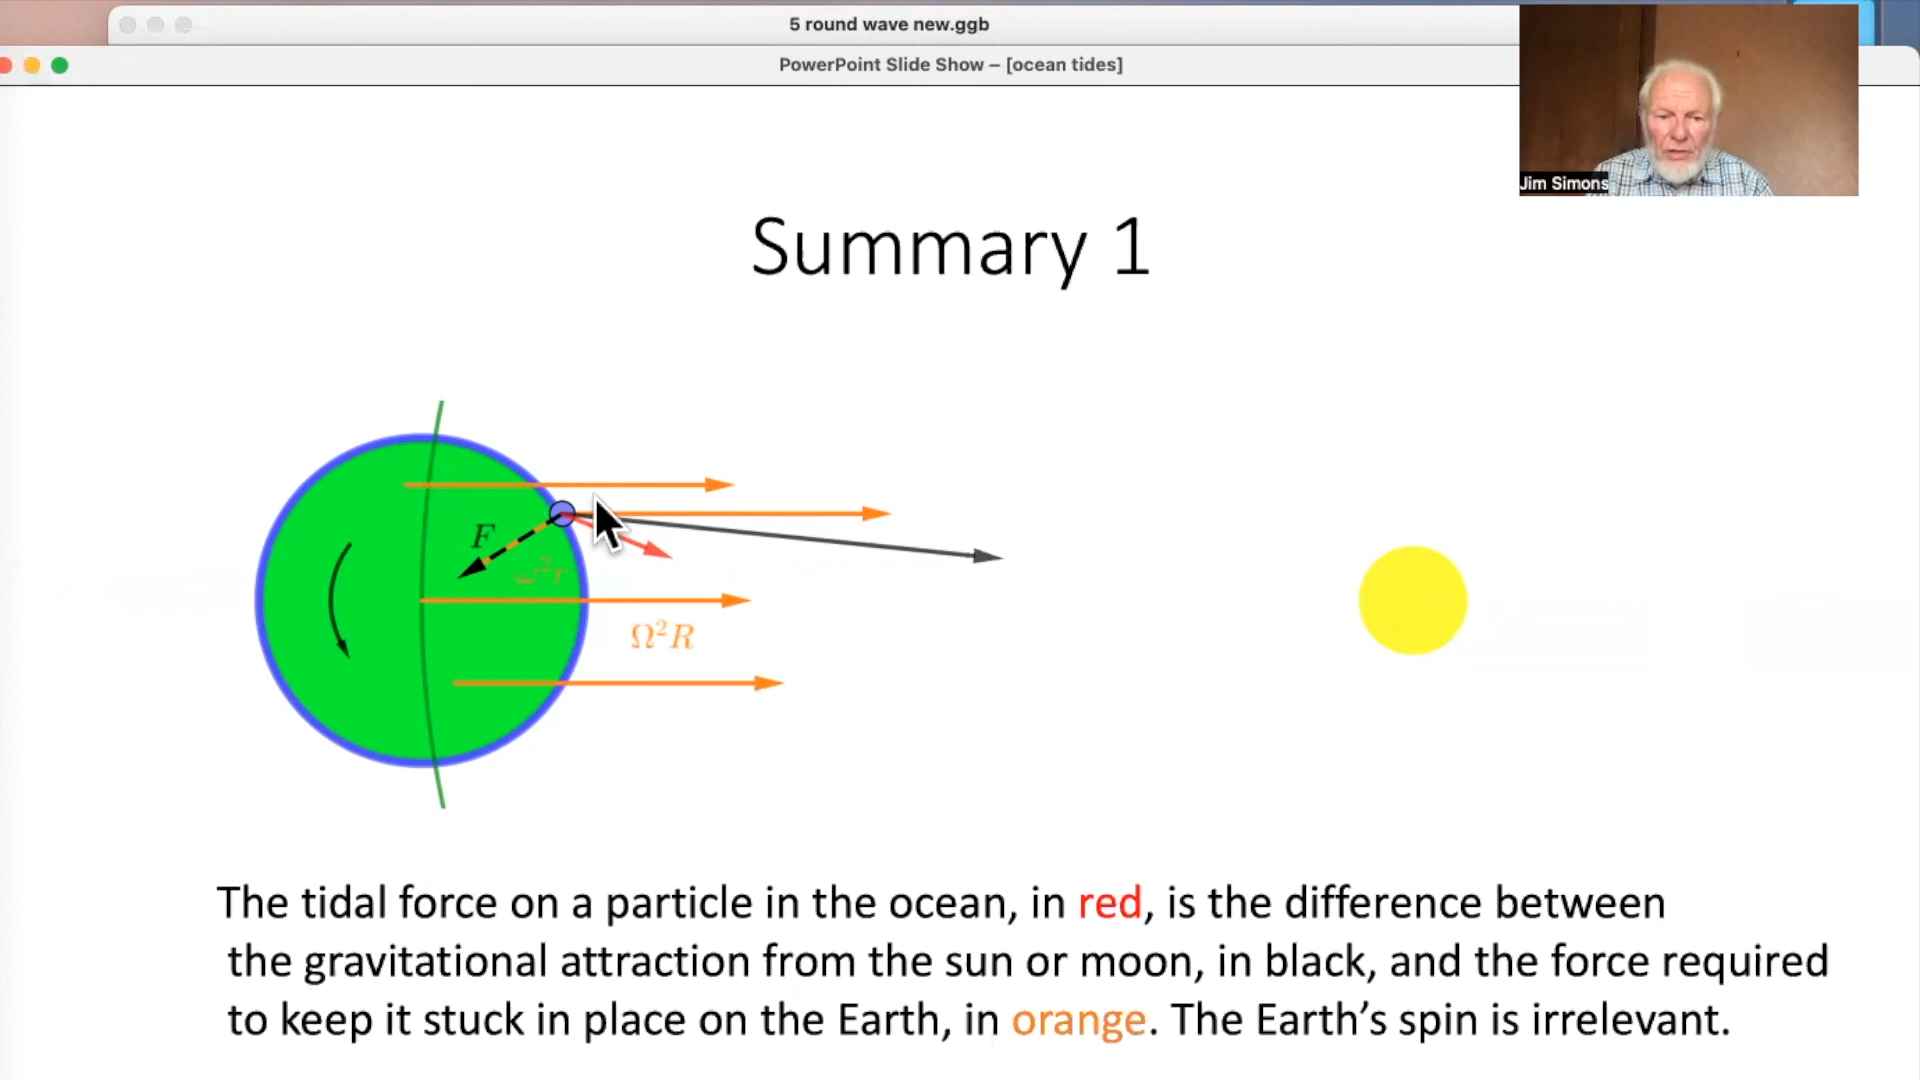 5 round wave new.ggb
PowerPoint Slide Show – [ocean tides]
Jim Simons
Summary 1
F
ω²r
Ω²R
The tidal force on a particle in the ocean, in red, is the difference between
the gravitational attraction from the sun or moon, in black, and the force required
to keep it stuck in place on the Earth, in orange. The Earth’s spin is irrelevant.